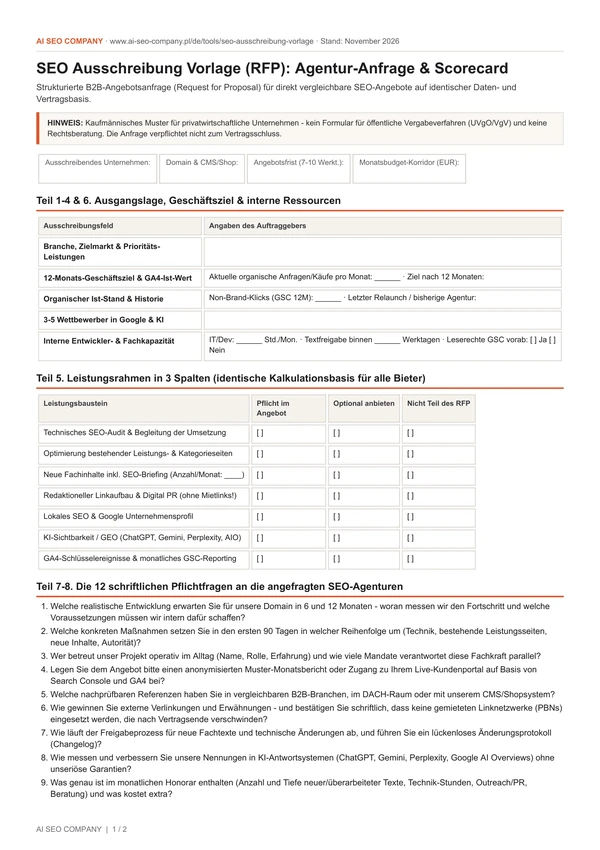 AI SEO COMPANY · www.ai-seo-company.pl/de/tools/seo-ausschreibung-vorlage · Stand: November 2026
SEO Ausschreibung Vorlage (RFP): Agentur-Anfrage & Scorecard
Strukturierte B2B-Angebotsanfrage (Request for Proposal) für direkt vergleichbare SEO-Angebote auf identischer Daten- und
Vertragsbasis.
HINWEIS: Kaufmännisches Muster für privatwirtschaftliche Unternehmen - kein Formular für öffentliche Vergabeverfahren (UVgO/VgV) und keine
Rechtsberatung. Die Anfrage verpflichtet nicht zum Vertragsschluss.
Ausschreibendes Unternehmen: Domain & CMS/Shop: Angebotsfrist (7-10 Werkt.): Monatsbudget-Korridor (EUR):
Teil 1-4 & 6. Ausgangslage, Geschäftsziel & interne Ressourcen
Ausschreibungsfeld Angaben des Auftraggebers
Branche, Zielmarkt & Prioritäts-
Leistungen
12-Monats-Geschäftsziel & GA4-Ist-Wert Aktuelle organische Anfragen/Käufe pro Monat: ______ · Ziel nach 12 Monaten:
Organischer Ist-Stand & Historie Non-Brand-Klicks (GSC 12M): ______ · Letzter Relaunch / bisherige Agentur:
3-5 Wettbewerber in Google & KI
Interne Entwickler- & Fachkapazität IT/Dev: ______ Std./Mon. · Textfreigabe binnen ______ Werktagen · Leserechte GSC vorab: [ ] Ja [ ]
Nein
Teil 5. Leistungsrahmen in 3 Spalten (identische Kalkulationsbasis für alle Bieter)
Leistungsbaustein Pflicht im Optional anbieten Nicht Teil des RFP
Angebot
Technisches SEO-Audit & Begleitung der Umsetzung [ ] [ ] [ ]
Optimierung bestehender Leistungs- & Kategorieseiten [ ] [ ] [ ]
Neue Fachinhalte inkl. SEO-Briefing (Anzahl/Monat: ____) [ ] [ ] [ ]
Redaktioneller Linkaufbau & Digital PR (ohne Mietlinks!) [ ] [ ] [ ]
Lokales SEO & Google Unternehmensprofil [ ] [ ] [ ]
KI-Sichtbarkeit / GEO (ChatGPT, Gemini, Perplexity, AIO) [ ] [ ] [ ]
GA4-Schlüsselereignisse & monatliches GSC-Reporting [ ] [ ] [ ]
Teil 7-8. Die 12 schriftlichen Pflichtfragen an die angefragten SEO-Agenturen
1. Welche realistische Entwicklung erwarten Sie für unsere Domain in 6 und 12 Monaten - woran messen wir den Fortschritt und welche
Voraussetzungen müssen wir intern dafür schaffen?
2. Welche konkreten Maßnahmen setzen Sie in den ersten 90 Tagen in welcher Reihenfolge um (Technik, bestehende Leistungsseiten,
neue Inhalte, Autorität)?
3. Wer betreut unser Projekt operativ im Alltag (Name, Rolle, Erfahrung) und wie viele Mandate verantwortet diese Fachkraft parallel?
4. Legen Sie dem Angebot bitte einen anonymisierten Muster-Monatsbericht oder Zugang zu Ihrem Live-Kundenportal auf Basis von
Search Console und GA4 bei?
5. Welche nachprüfbaren Referenzen haben Sie in vergleichbaren B2B-Branchen, im DACH-Raum oder mit unserem CMS/Shopsystem?
6. Wie gewinnen Sie externe Verlinkungen und Erwähnungen - und bestätigen Sie schriftlich, dass keine gemieteten Linknetzwerke (PBNs)
eingesetzt werden, die nach Vertragsende verschwinden?
7. Wie läuft der Freigabeprozess für neue Fachtexte und technische Änderungen ab, und führen Sie ein lückenloses Änderungsprotokoll
(Changelog)?
8. Wie messen und verbessern Sie unsere Nennungen in KI-Antwortsystemen (ChatGPT, Gemini, Perplexity, Google AI Overviews) ohne
unseriöse Garantien?
9. Was genau ist im monatlichen Honorar enthalten (Anzahl und Tiefe neuer/überarbeiteter Texte, Technik-Stunden, Outreach/PR,
Beratung) und was kostet extra?
AI SEO COMPANY | 1 / 2